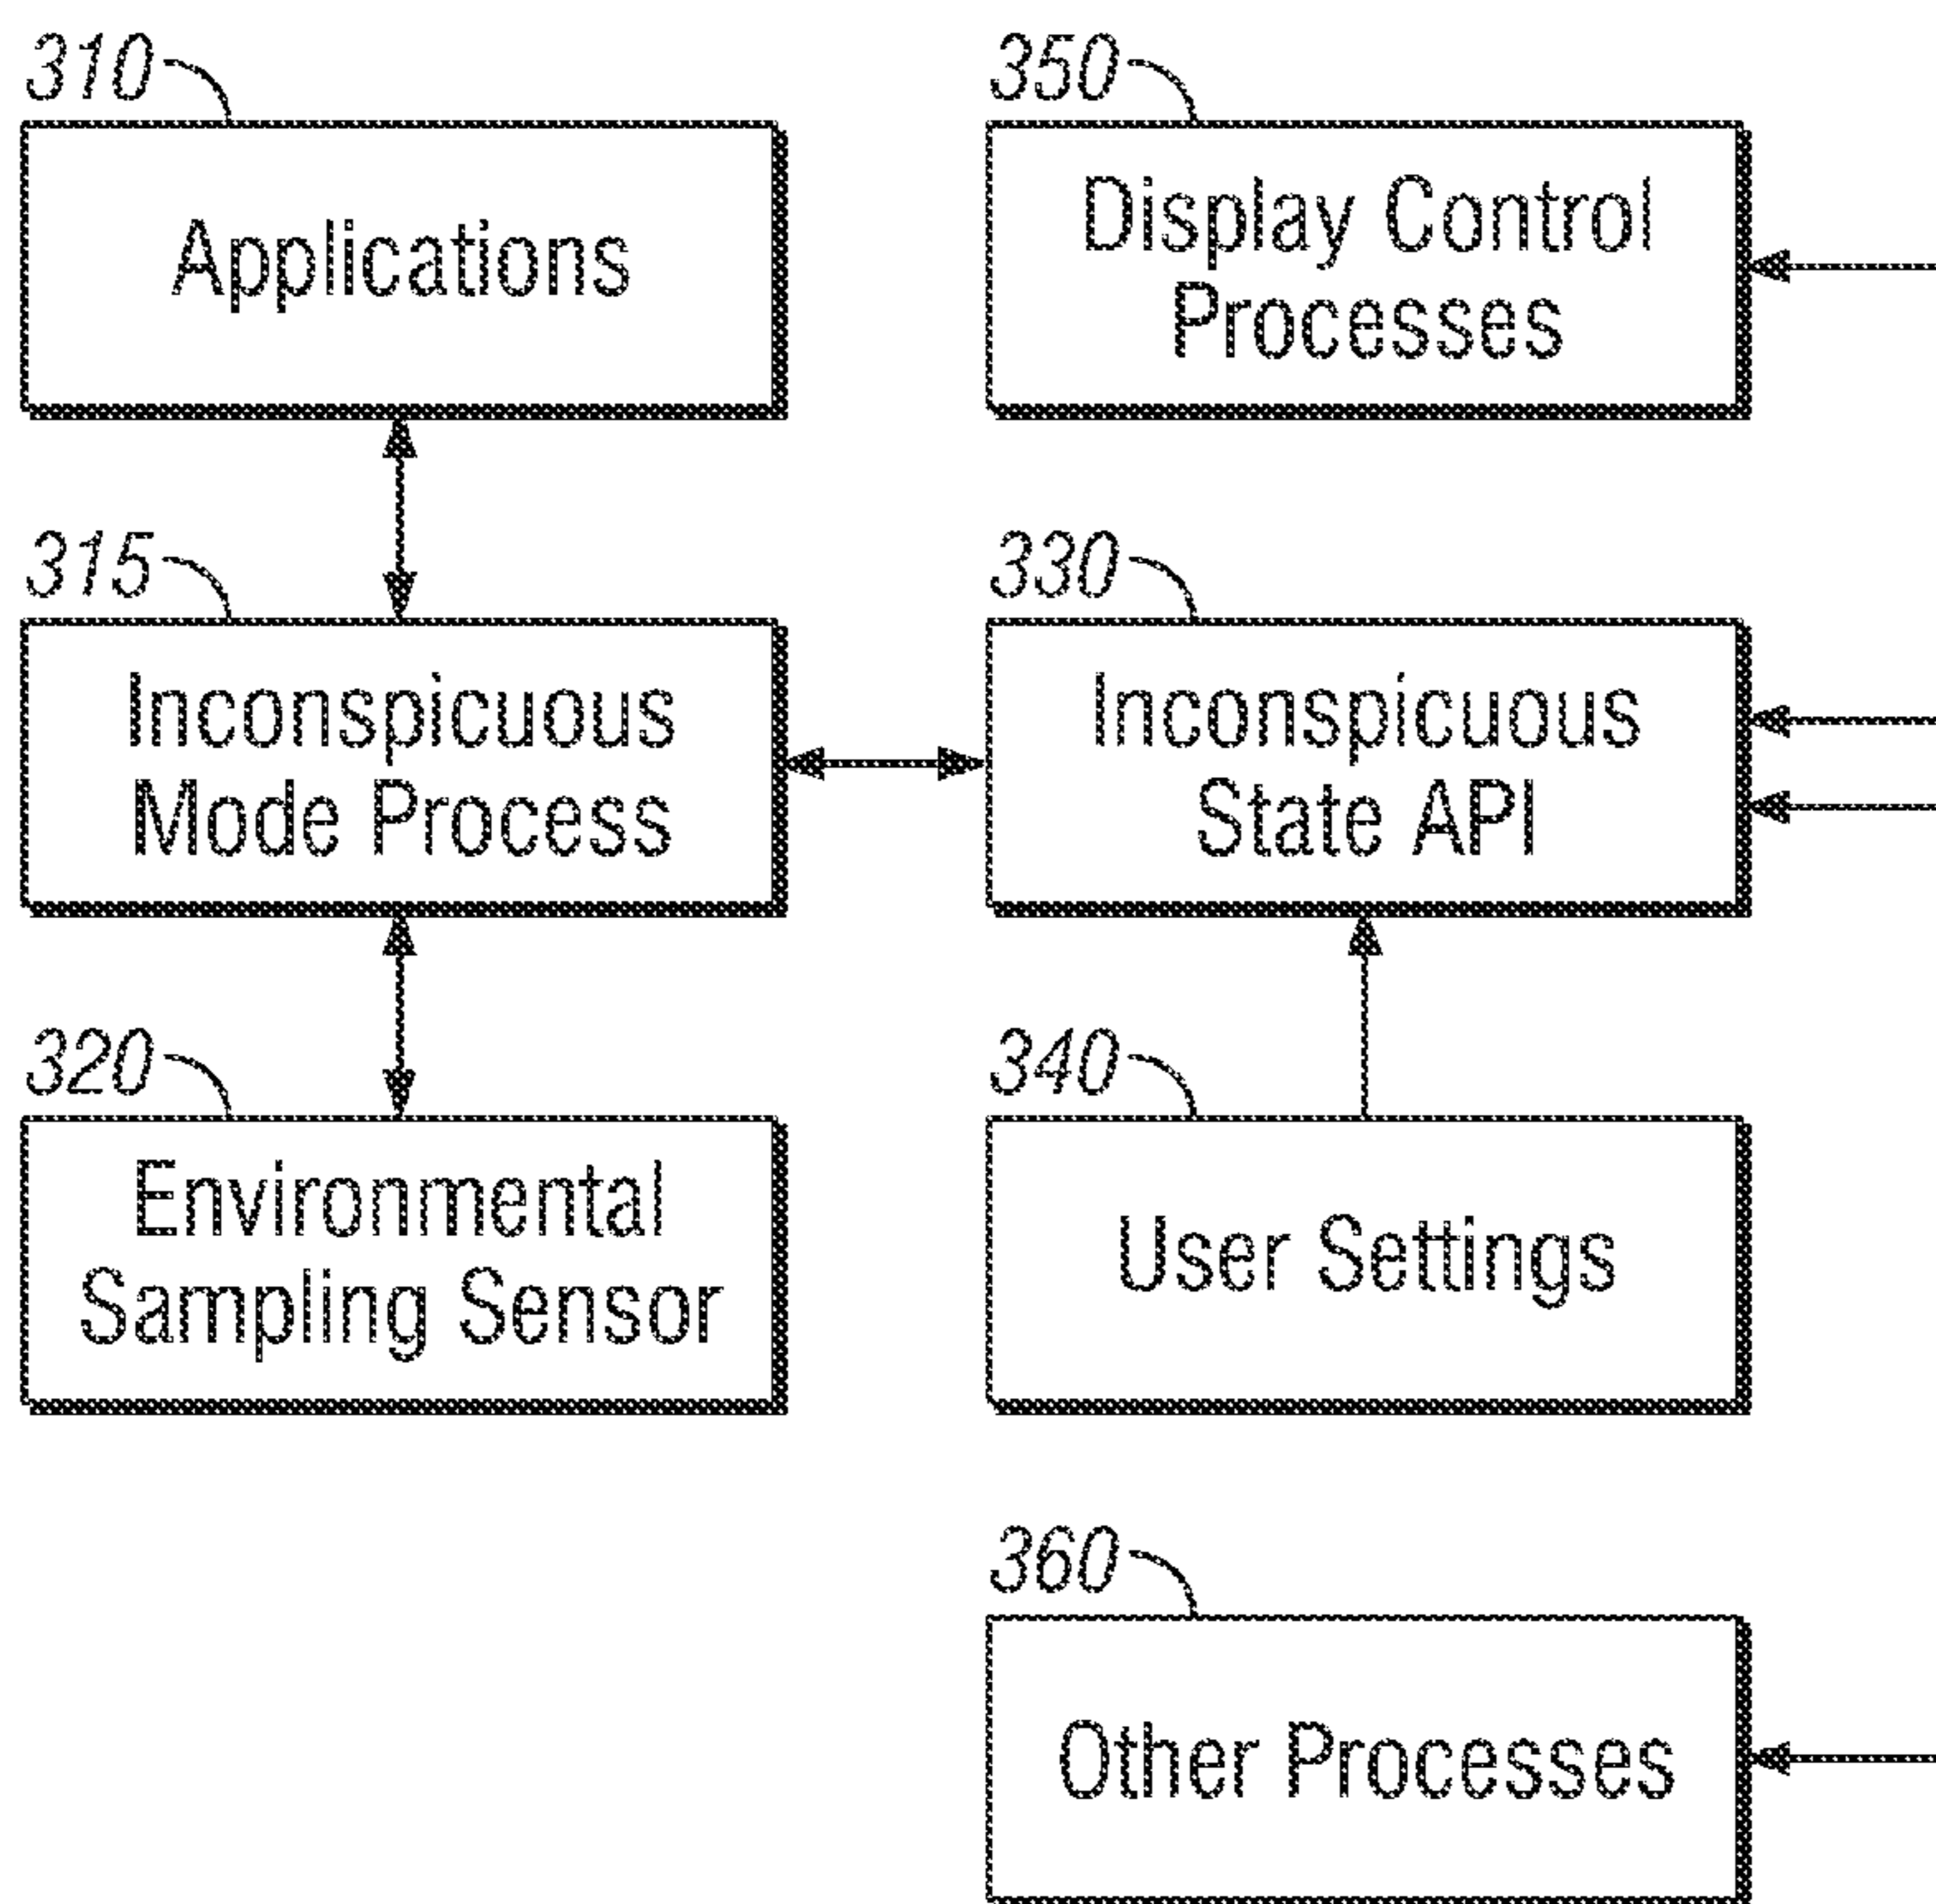 310
Applications
350
Display Control
Processes
315
Inconspicuous
Mode Process
330
Inconspicuous
State API
320
Environmental
Sampling Sensor
340
User Settings
360
Other Processes